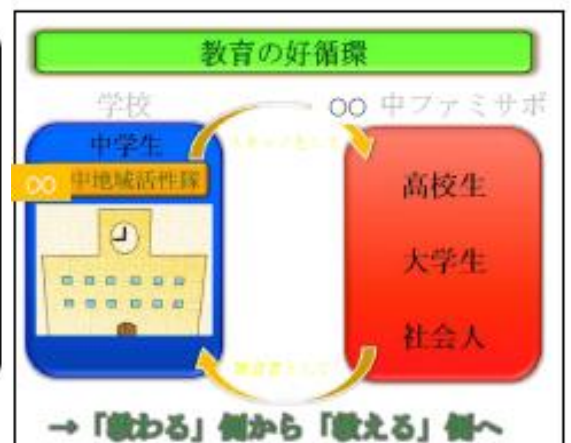 教育の好循環
学校
○○ 中ファミサポ
中学生
○○ 中地域活性隊
高校生
大学生
社会人
→「教わる」側から「教える」側へ